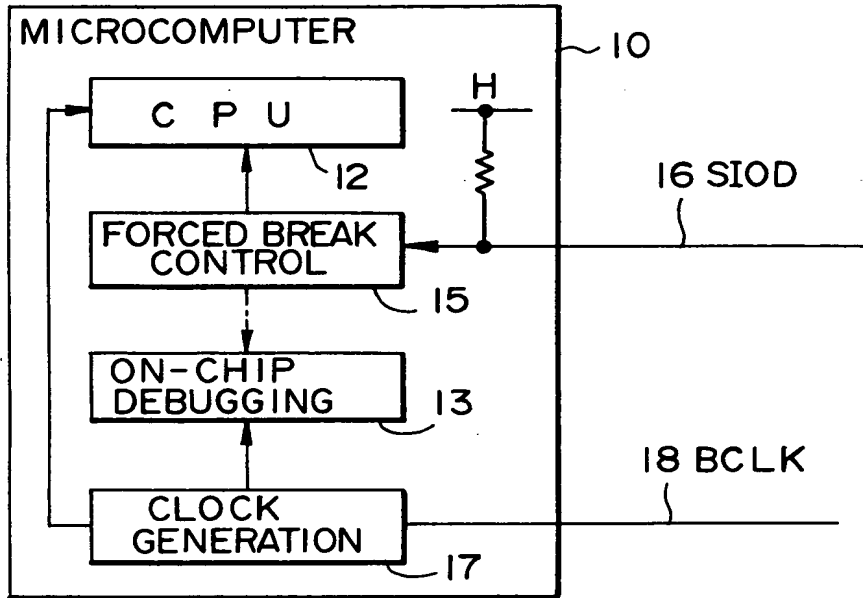 MICROCOMPUTER
10
H
C P U
12
16 SIOD
FORCED BREAK
CONTROL
15
ON-CHIP
DEBUGGING
13
18 BCLK
CLOCK
GENERATION
17